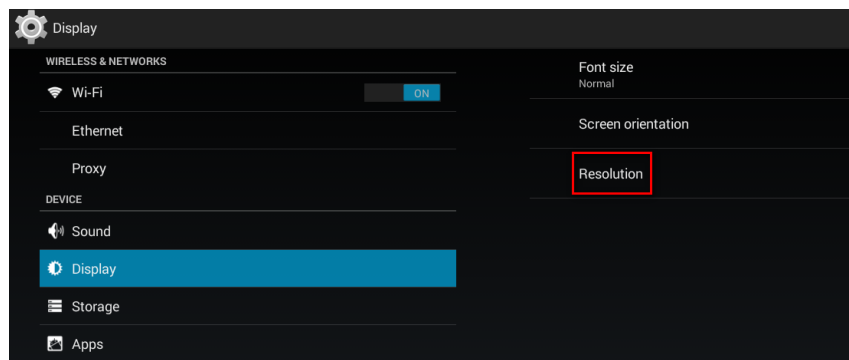 Display
WIRELESS & NETWORKS
Wi-Fi
ON
Ethernet
Proxy
DEVICE
Sound
Display
Storage
Apps
Font size
Normal
Screen orientation
Resolution